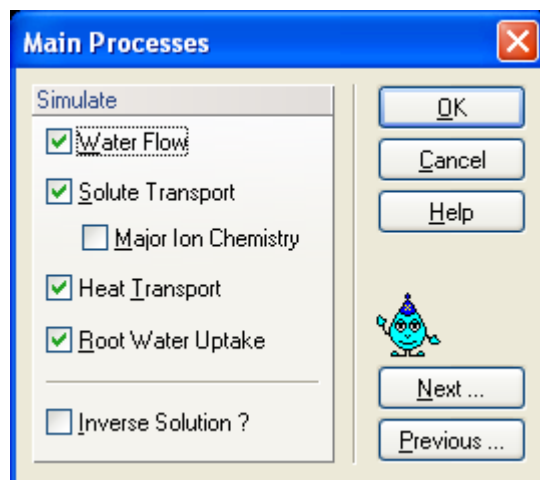 Main Processes
Simulate
Water Flow
Solute Transport
Major Ion Chemistry
Heat Transport
Root Water Uptake
Inverse Solution ?
OK
Cancel
Help
Next ...
Previous ...